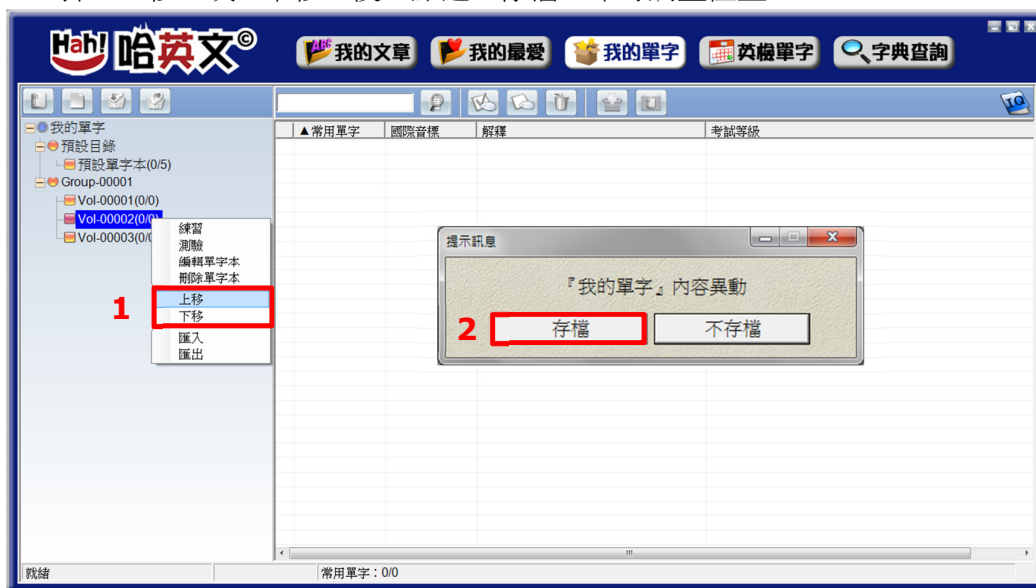 Hah! 哈英文©
ABC 我的文章 我的最愛 我的單字 英檢單字 字典查詢
IQ
我的單字
預設目錄
預設單字本(0/5)
Group-00001
Vol-00001(0/0)
Vol-00002(0/0)
Vol-00003(0/0
▲常用單字 國際音標 解釋 考試等級
練習
測驗
編輯單字本
刪除單字本
1
上移
下移
匯入
匯出
提示訊息
『我的單字』內容異動
2 存檔 不存檔
就緒 常用單字：0/0